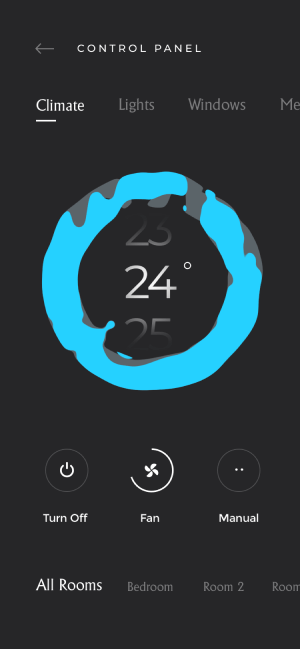 CONTROL PANEL
Climate Lights Windows Me
23
24°
25
Turn Off Fan Manual
All Rooms Bedroom Room 2 Room